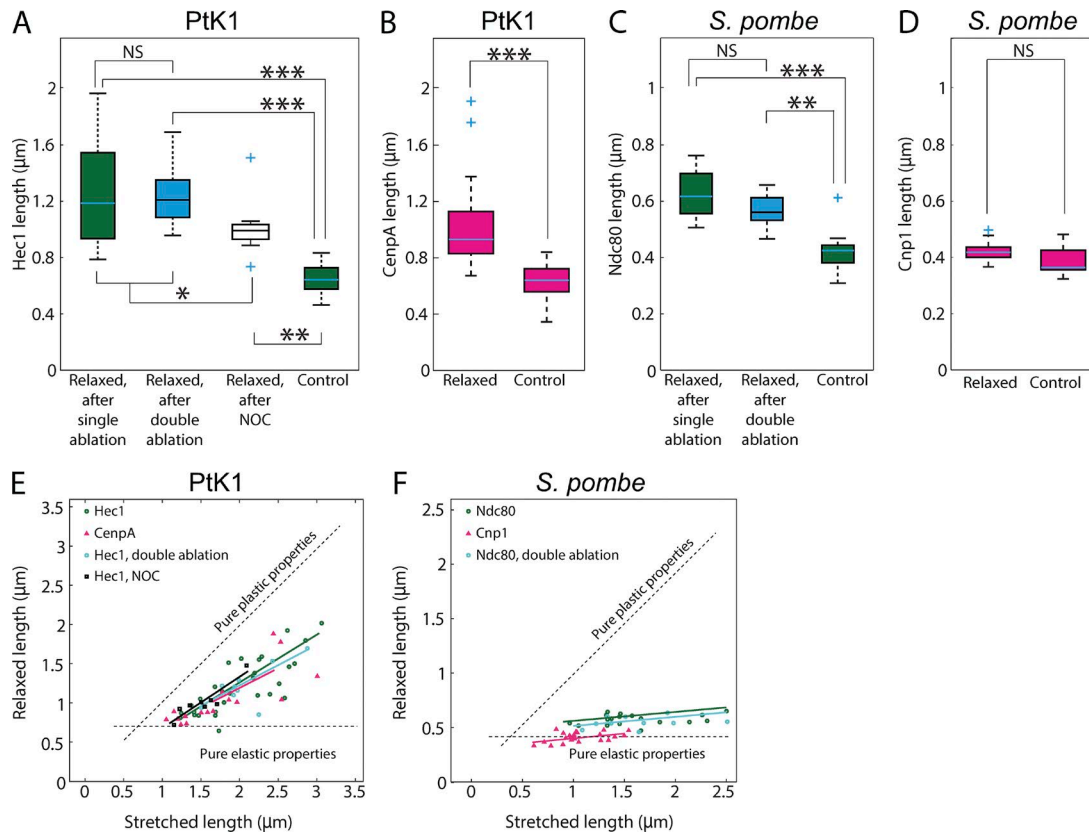 A
PtK1
NS
***
***
*
**
Hec1 length (μm)
2
1.6
1.2
0.8
0.4
0
Relaxed,
after
single
ablation
Relaxed,
after
double
ablation
Relaxed,
after
NOC
Control
B
PtK1
***
CenpA length (μm)
2
1.6
1.2
0.8
0.4
0
Relaxed
Control
C
S. pombe
NS
***
**
Ndc80 length (μm)
1
0.8
0.6
0.4
0.2
0
Relaxed,
after
single
ablation
Relaxed,
after
double
ablation
Control
D
S. pombe
NS
Cnp1 length (μm)
1
0.8
0.6
0.4
0.2
0
Relaxed
Control
E
PtK1
Hec1
CenpA
Hec1, double ablation
Hec1, NOC
Pure plastic properties
Pure elastic properties
Relaxed length (μm)
3.5
3
2.5
2
1.5
1
0.5
0
0 0.5 1 1.5 2 2.5 3 3.5
Stretched length (μm)
F
S. pombe
Ndc80
Cnp1
Ndc80, double ablation
Pure plastic properties
Pure elastic properties
Relaxed length (μm)
2.5
2
1.5
1
0.5
0
0 0.5 1 1.5 2 2.5
Stretched length (μm)